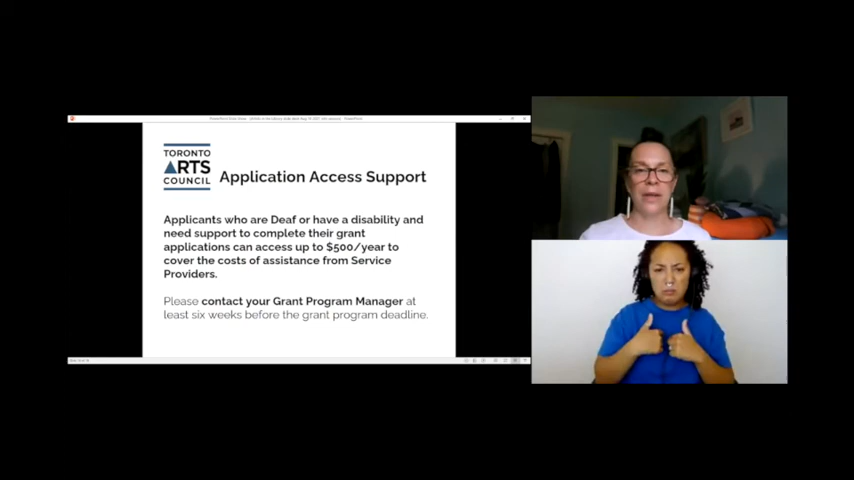 TORONTO
ARTS
COUNCIL
Application Access Support
Applicants who are Deaf or have a disability and
need support to complete their grant
applications can access up to $500/year to
cover the costs of assistance from Service
Providers.
Please contact your Grant Program Manager at
least six weeks before the grant program deadline.